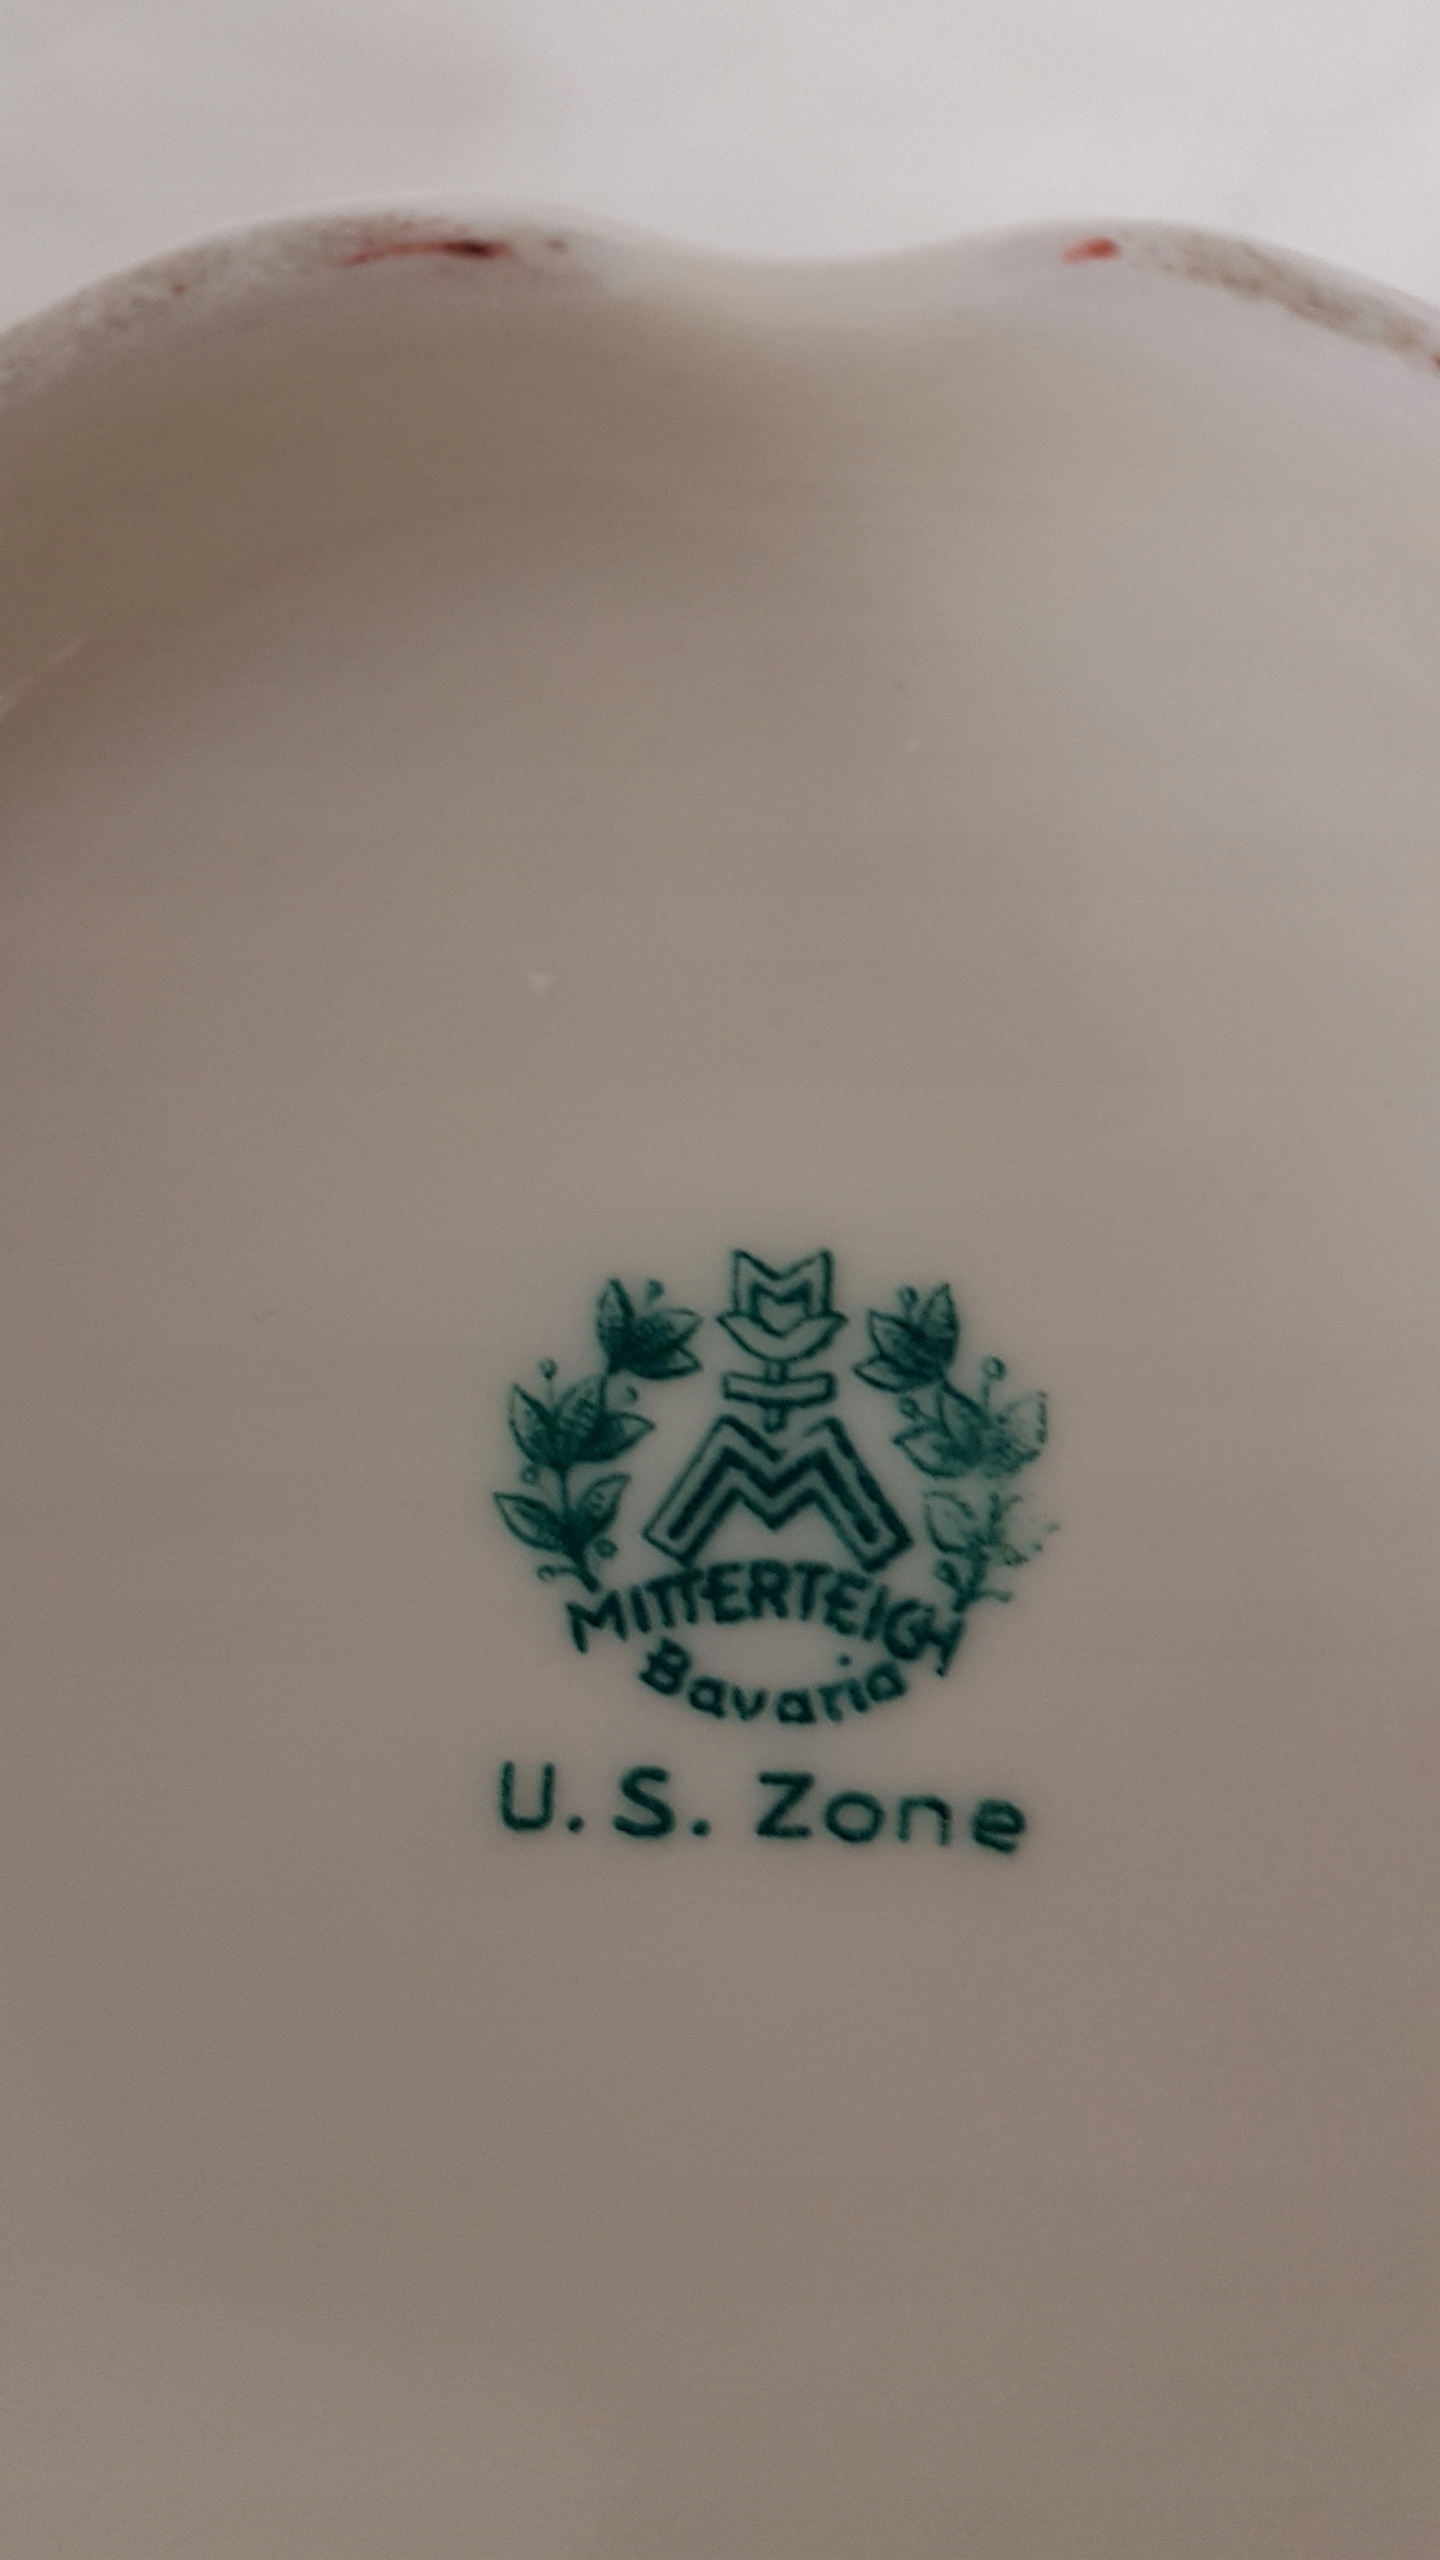 M
MITTERTEICH
Bavaria
U.S. Zone